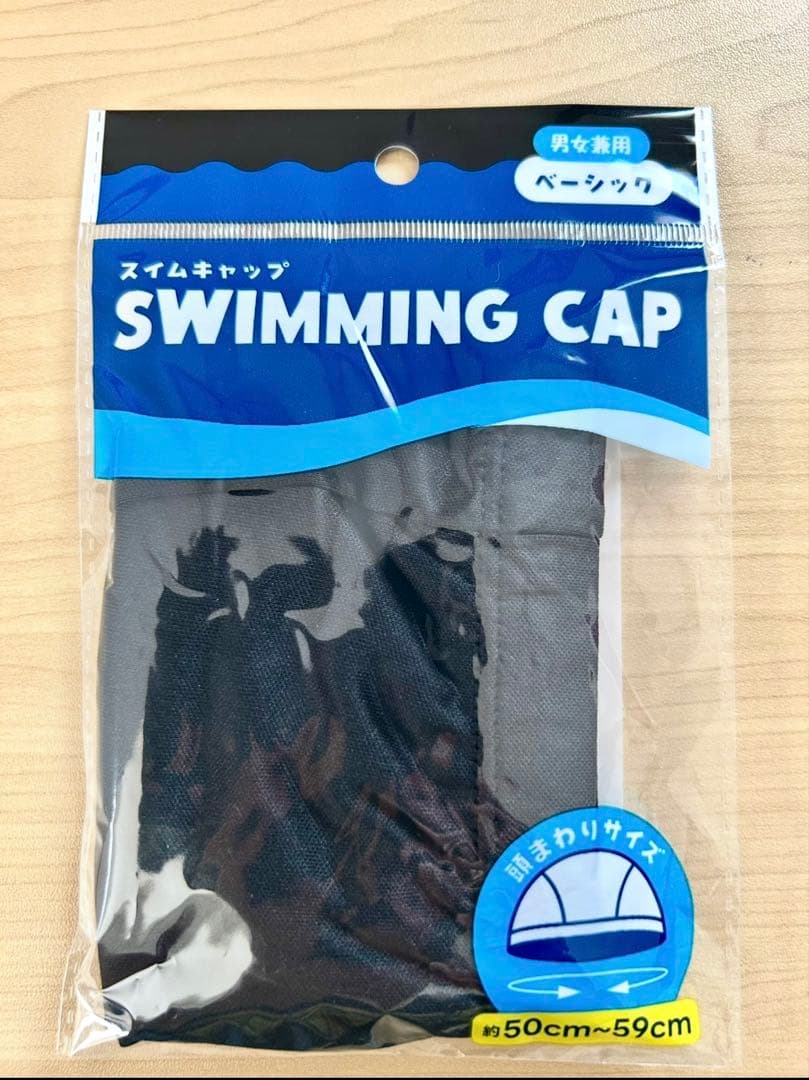 男女兼用
ベーシック
スイムキャップ
SWIMMING CAP
頭まわりサイズ
約50cm~59cm